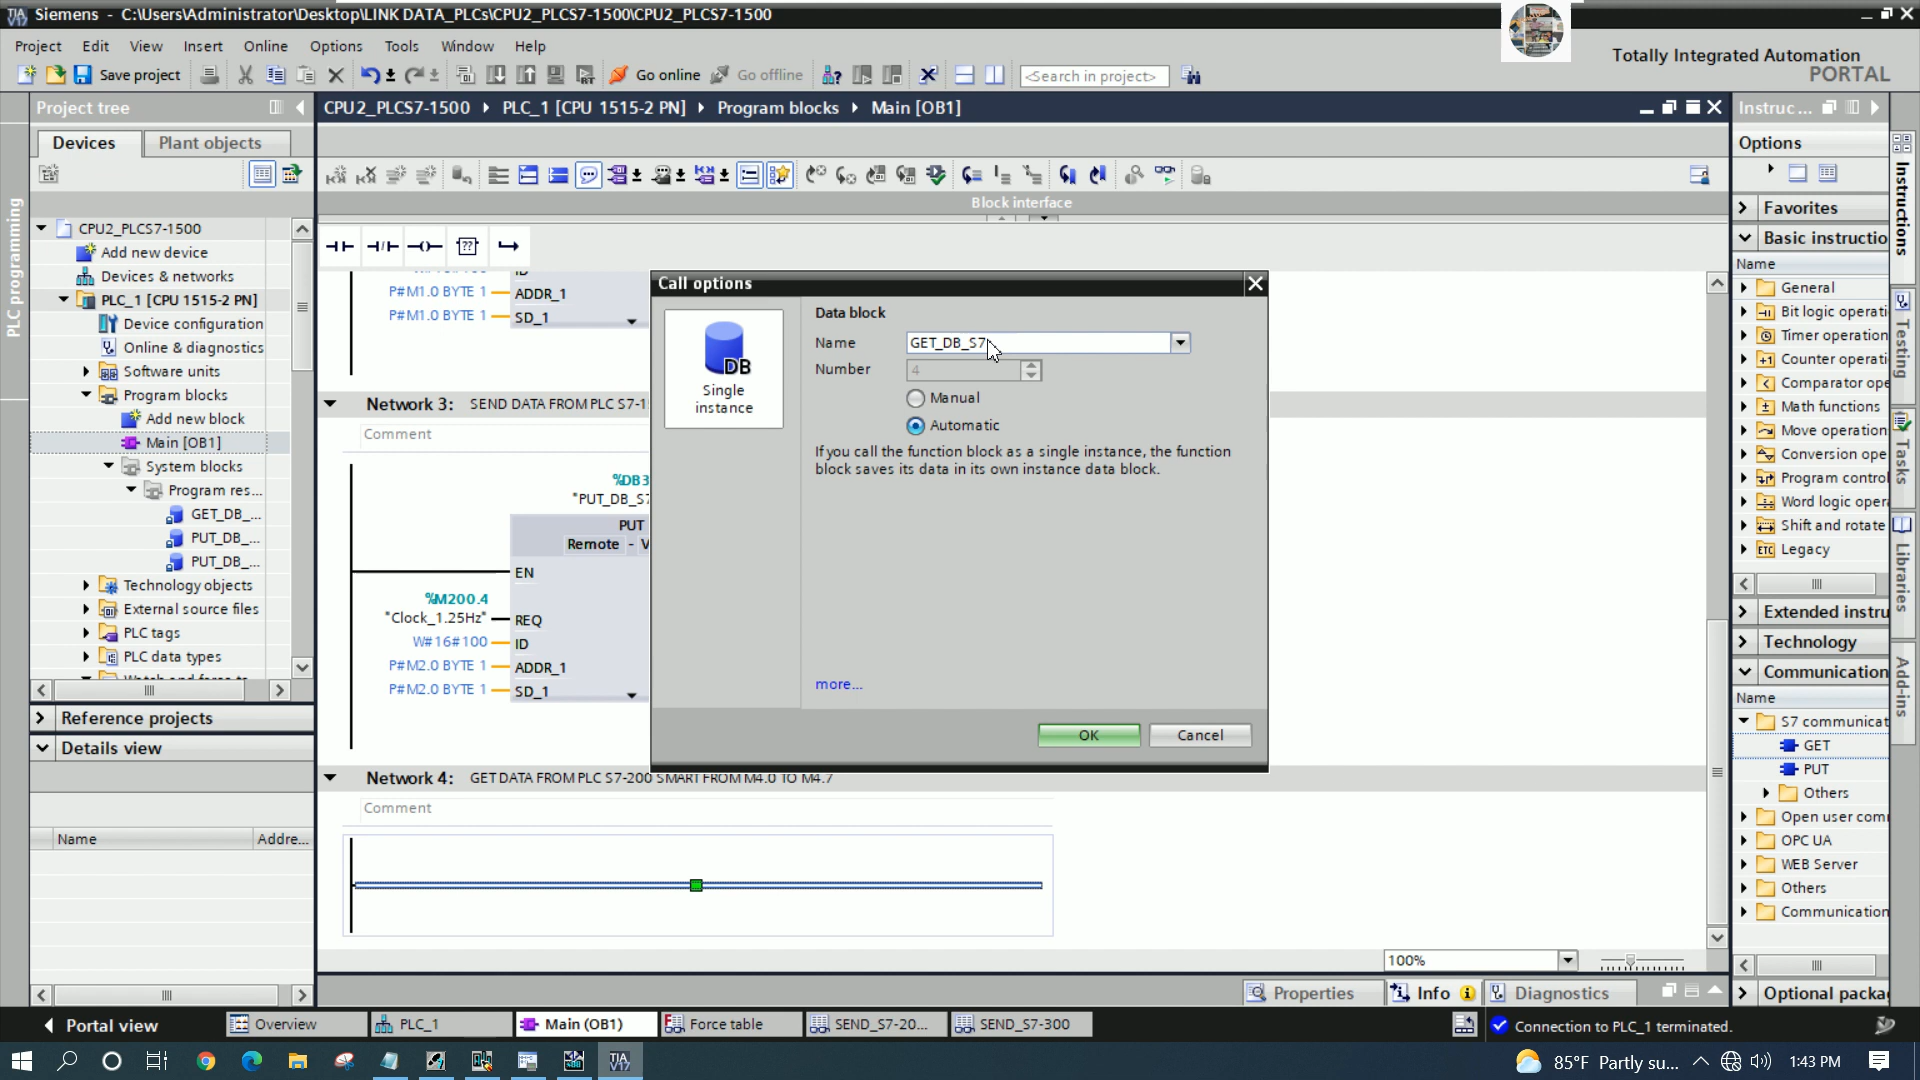 Siemens - C:\Users\Administrator\Desktop\LINK DATA_PLCs\CPU2_PLCS7-1500\CPU2_PLCS7-1500
Project Edit View Insert Online Options Tools Window Help
Totally Integrated Automation
PORTAL
Save project
Go online
Go offline
<Search in project>
Project tree
CPU2_PLCS7-1500 PLC_1 [CPU 1515-2 PN] Program blocks Main [OB1]
Instruc ...
Devices
Plant objects
Options
Block interface
PLC programming
CPU2_PLCS7-1500
Add new device
Devices & networks
PLC_1 [CPU 1515-2 PN]
Device configuration
Online & diagnostics
Software units
Program blocks
Add new block
Main [OB1]
System blocks
Program res...
GET_DB_...
PUT_DB_...
PUT_DB_...
Technology objects
External source files
PLC tags
PLC data types
Reference projects
Details view
Name Addre...
P#M1.0 BYTE 1 ADDR_1
P#M1.0 BYTE 1 SD_1
Network 3: SEND DATA FROM PLC S7-1
Comment
%DB3
"PUT_DB_S7
PUT
Remote - V
EN
%M200.4
"Clock_1.25Hz" REQ
W#16#100 ID
P#M2.0 BYTE 1 ADDR_1
P#M2.0 BYTE 1 SD_1
Network 4: GET DATA FROM PLC S7-200 SMART FROM M4.0 TO M4.7
Comment
Call options
DB
Single
instance
Data block
Name GET_DB_S7
Number 4
Manual
Automatic
If you call the function block as a single instance, the function
block saves its data in its own instance data block.
more...
OK
Cancel
Favorites
Basic instructio
Name
General
Bit logic operati
Timer operation
Counter operati
Comparator ope
Math functions
Move operation
Conversion ope
Program control
Word logic oper
Shift and rotate
Legacy
Extended instru
Technology
Communication
Name
S7 communicat
GET
PUT
Others
Open user com
OPC UA
WEB Server
Others
Communication
Optional packa
Instructions
Testing
Tasks
Libraries
Add-ins
100%
Properties
Info
Diagnostics
Portal view
Overview
PLC_1
Main (OB1)
Force table
SEND_S7-20...
SEND_S7-300
Connection to PLC_1 terminated.
85°F Partly su...
1:43 PM